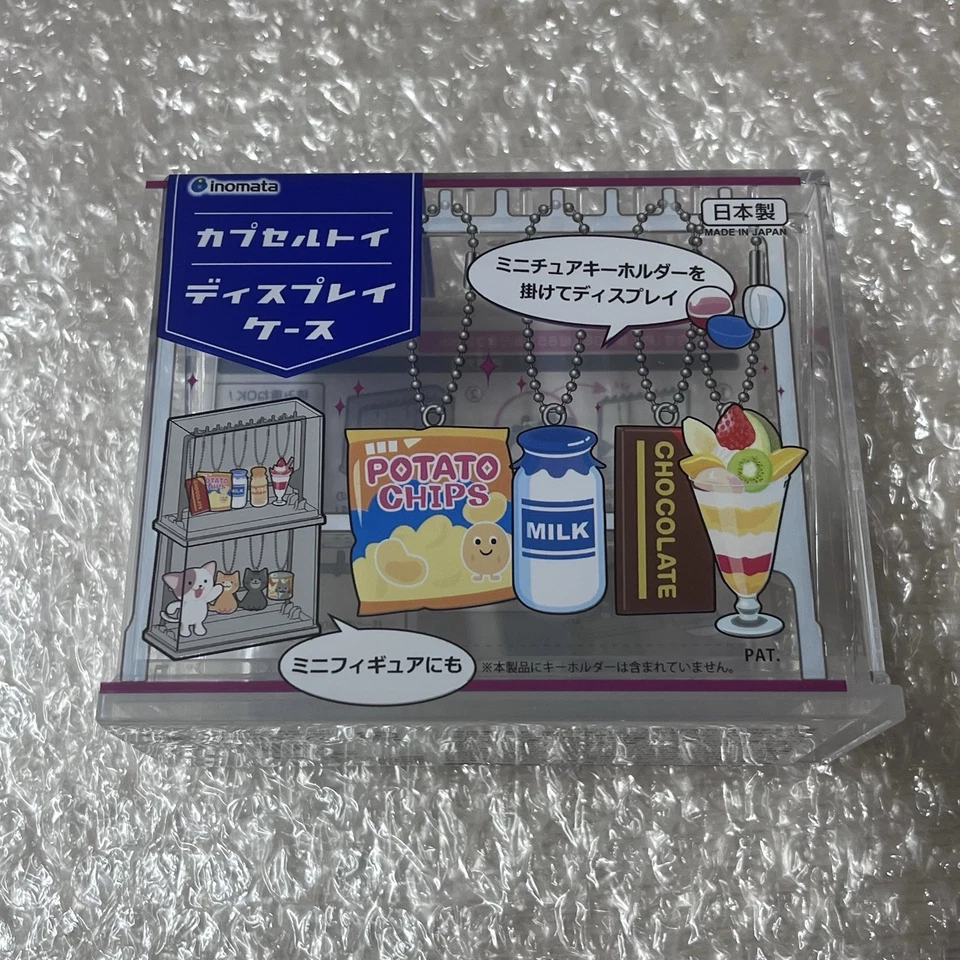 inomata
カプセルトイ
ディスプレイ
ケース
日本製
MADE IN JAPAN
ミニチュアキーホルダーを
掛けてディスプレイ
POTATO
CHIPS
MILK
CHOCOLATE
ミニフィギュアにも
※本製品にキーホルダーは含まれていません。
PAT.